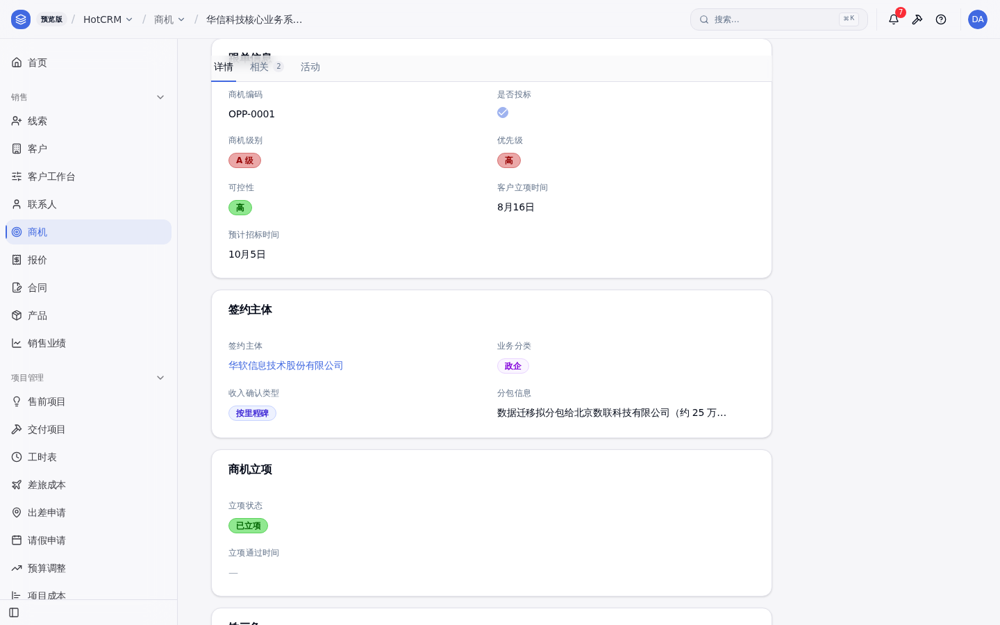 预览版 / HotCRM / 商机 / 华信科技核心业务系...
搜索... ⌘K
7
DA
首页
销售
线索
客户
客户工作台
联系人
商机
报价
合同
产品
销售业绩
项目管理
售前项目
交付项目
工时表
差旅成本
出差申请
请假申请
预算调整
项目成本
跟单信息
详情 相关 2 活动
商机编码 是否投标
OPP-0001
商机级别 优先级
A 级 高
可控性 客户立项时间
高 8月16日
预计招标时间
10月5日
签约主体
签约主体 业务分类
华软信息技术股份有限公司 政企
收入确认类型 分包信息
按里程碑 数据迁移拟分包给北京数联科技有限公司（约 25 万...
商机立项
立项状态
已立项
立项通过时间
—